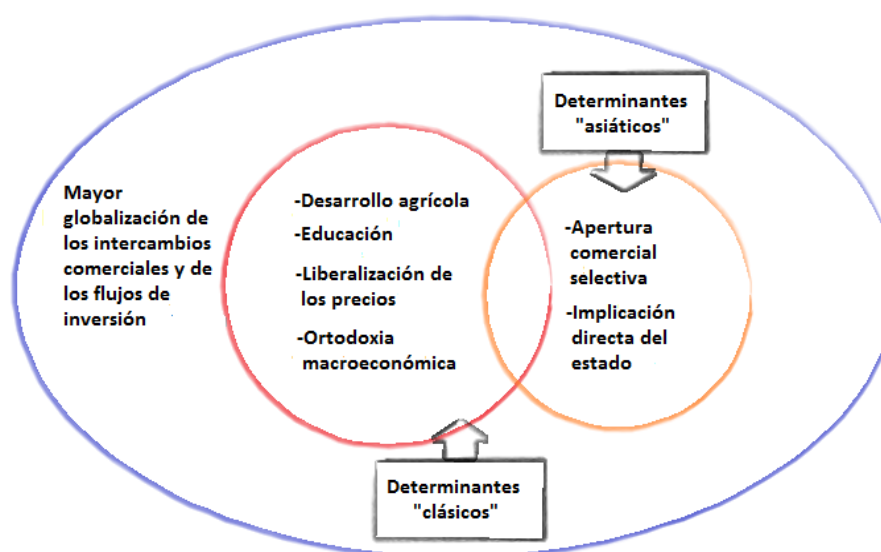 Determinantes
"asiáticos"
Mayor
globalización de
los intercambios
comerciales y de
los flujos de
inversión
-Desarrollo agrícola
-Educación
-Liberalización de
los precios
-Ortodoxia
macroeconómica
-Apertura
comercial
selectiva
-Implicación
directa del
estado
Determinantes
"clásicos"